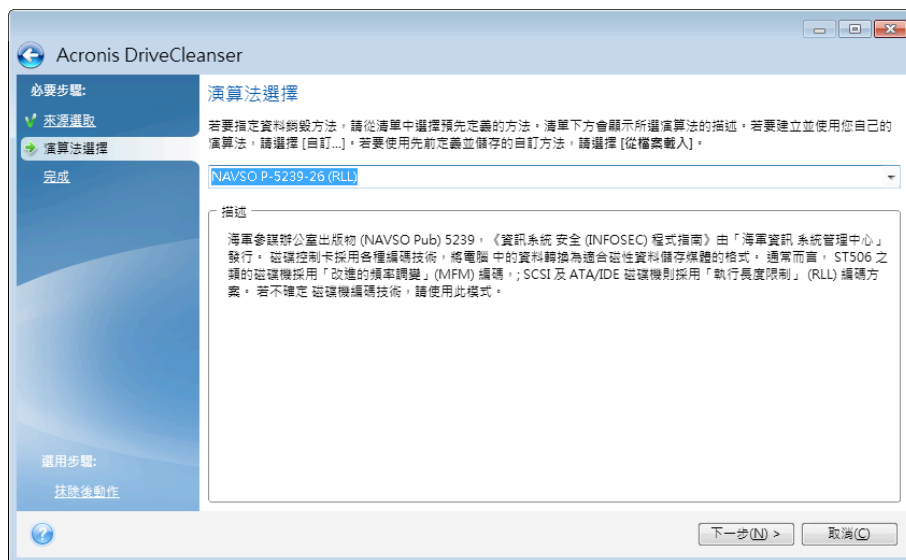 Acronis DriveCleanser
必要步驟:
來源選取
演算法選擇
完成
選用步驟:
抹除後動作
演算法選擇
若要指定資料銷毀方法，請從清單中選擇預先定義的方法。清單下方會顯示所選演算法的描述。若要建立並使用您自己的
演算法，請選擇 [自訂...]。若要使用先前定義並儲存的自訂方法，請選擇 [從檔案載入]。
NAVSO P-5239-26 (RLL)
描述
海軍參謀辦公室出版物 (NAVSO Pub) 5239，《資訊系統 安全 (INFOSEC) 程式指南》由「海軍資訊 系統管理中心」
發行。 磁碟控制卡採用各種編碼技術，將電腦 中的資料轉換為適合磁性資料儲存媒體的格式。 通常而言， ST506 之
類的磁碟機採用「改進的頻率調變」(MFM) 編碼，; SCSI 及 ATA/IDE 磁碟機則採用「執行長度限制」 (RLL) 編碼方
案。 若不確定 磁碟機編碼技術，請使用此模式。
下一步(N) >
取消(C)